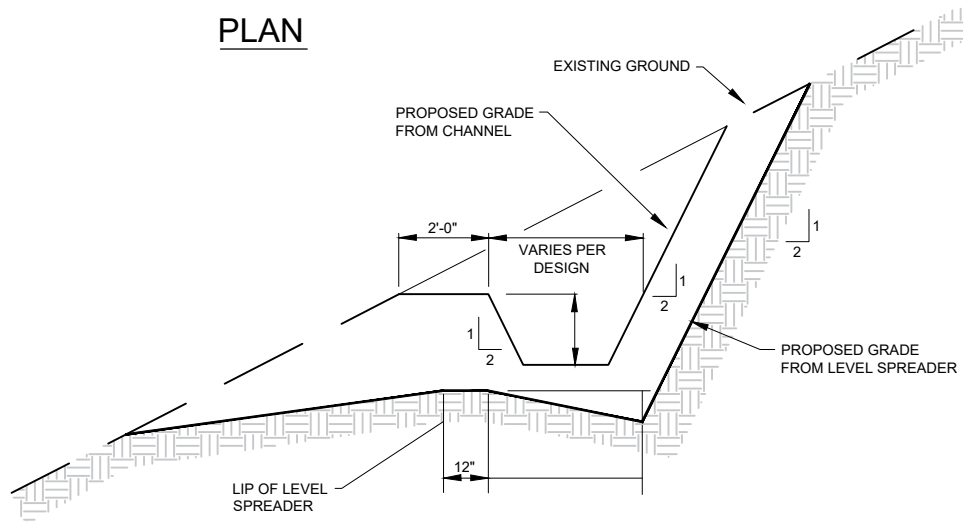 PLAN
EXISTING GROUND
PROPOSED GRADE
FROM CHANNEL
2'-0"
VARIES PER
DESIGN
1
2
1
2
1
2
PROPOSED GRADE
FROM LEVEL SPREADER
12"
LIP OF LEVEL
SPREADER